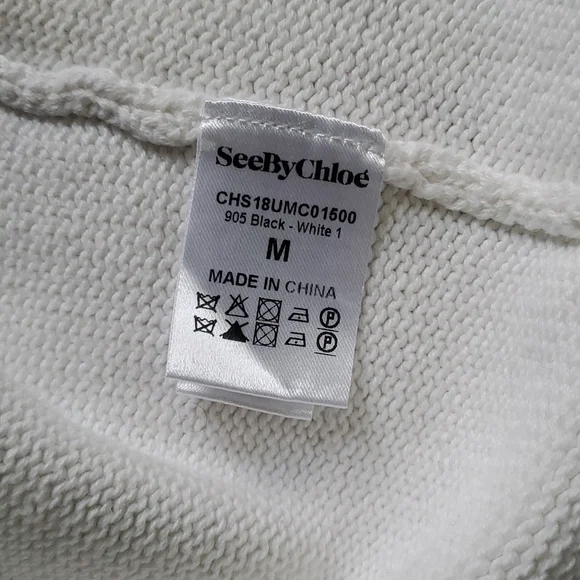 SeeByChloé
CHS18UMC01500
905 Black - White 1
M
MADE IN CHINA
P
P